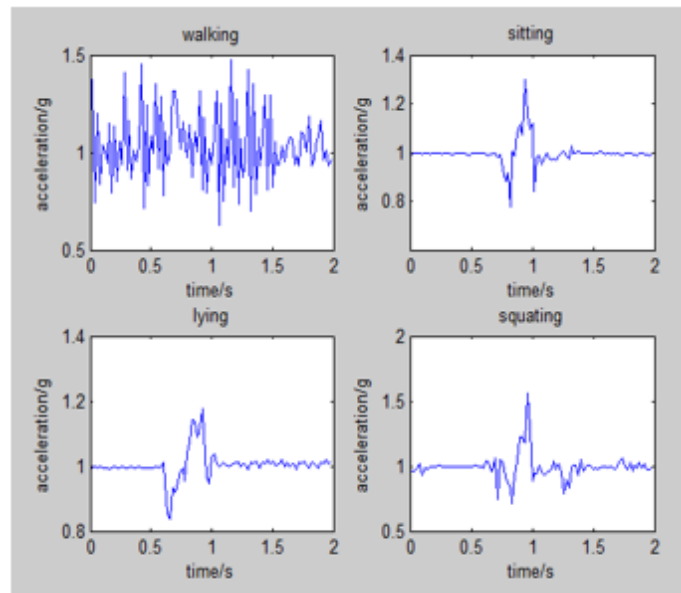 walking
1.5
1
0.5
acceleration/g
0 0.5 1 1.5 2
time/s
sitting
1.4
1.2
1
0.8
acceleration/g
0 0.5 1 1.5 2
time/s
lying
1.4
1.2
1
0.8
acceleration/g
0 0.5 1 1.5 2
time/s
squating
2
1.5
1
0.5
acceleration/g
0 0.5 1 1.5 2
time/s